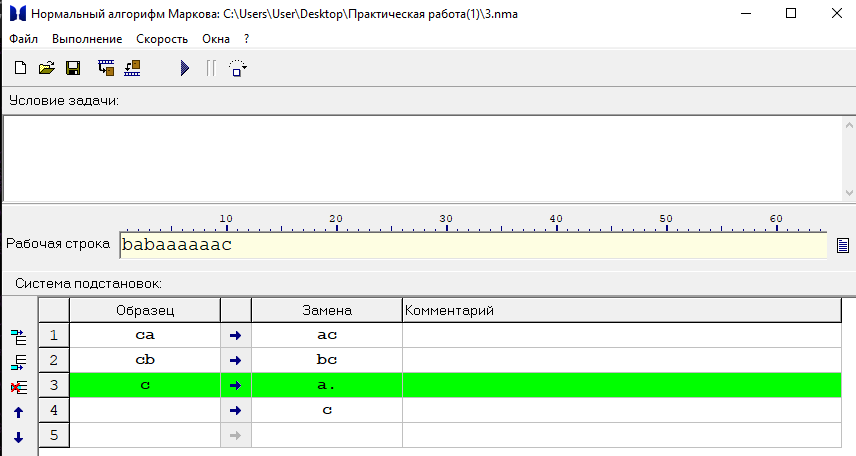 Нормальный алгорифм Маркова: C:\Users\User\Desktop\Практическая работа(1)\3.nma
Файл Выполнение Скорость Окна ?
Условие задачи:
10 20 30 40 50 60
Рабочая строка babaaaaaac
Система подстановок:
Образец Замена Комментарий
1 ca → ac
2 cb → bc
3 c → a.
4 → c
5 →